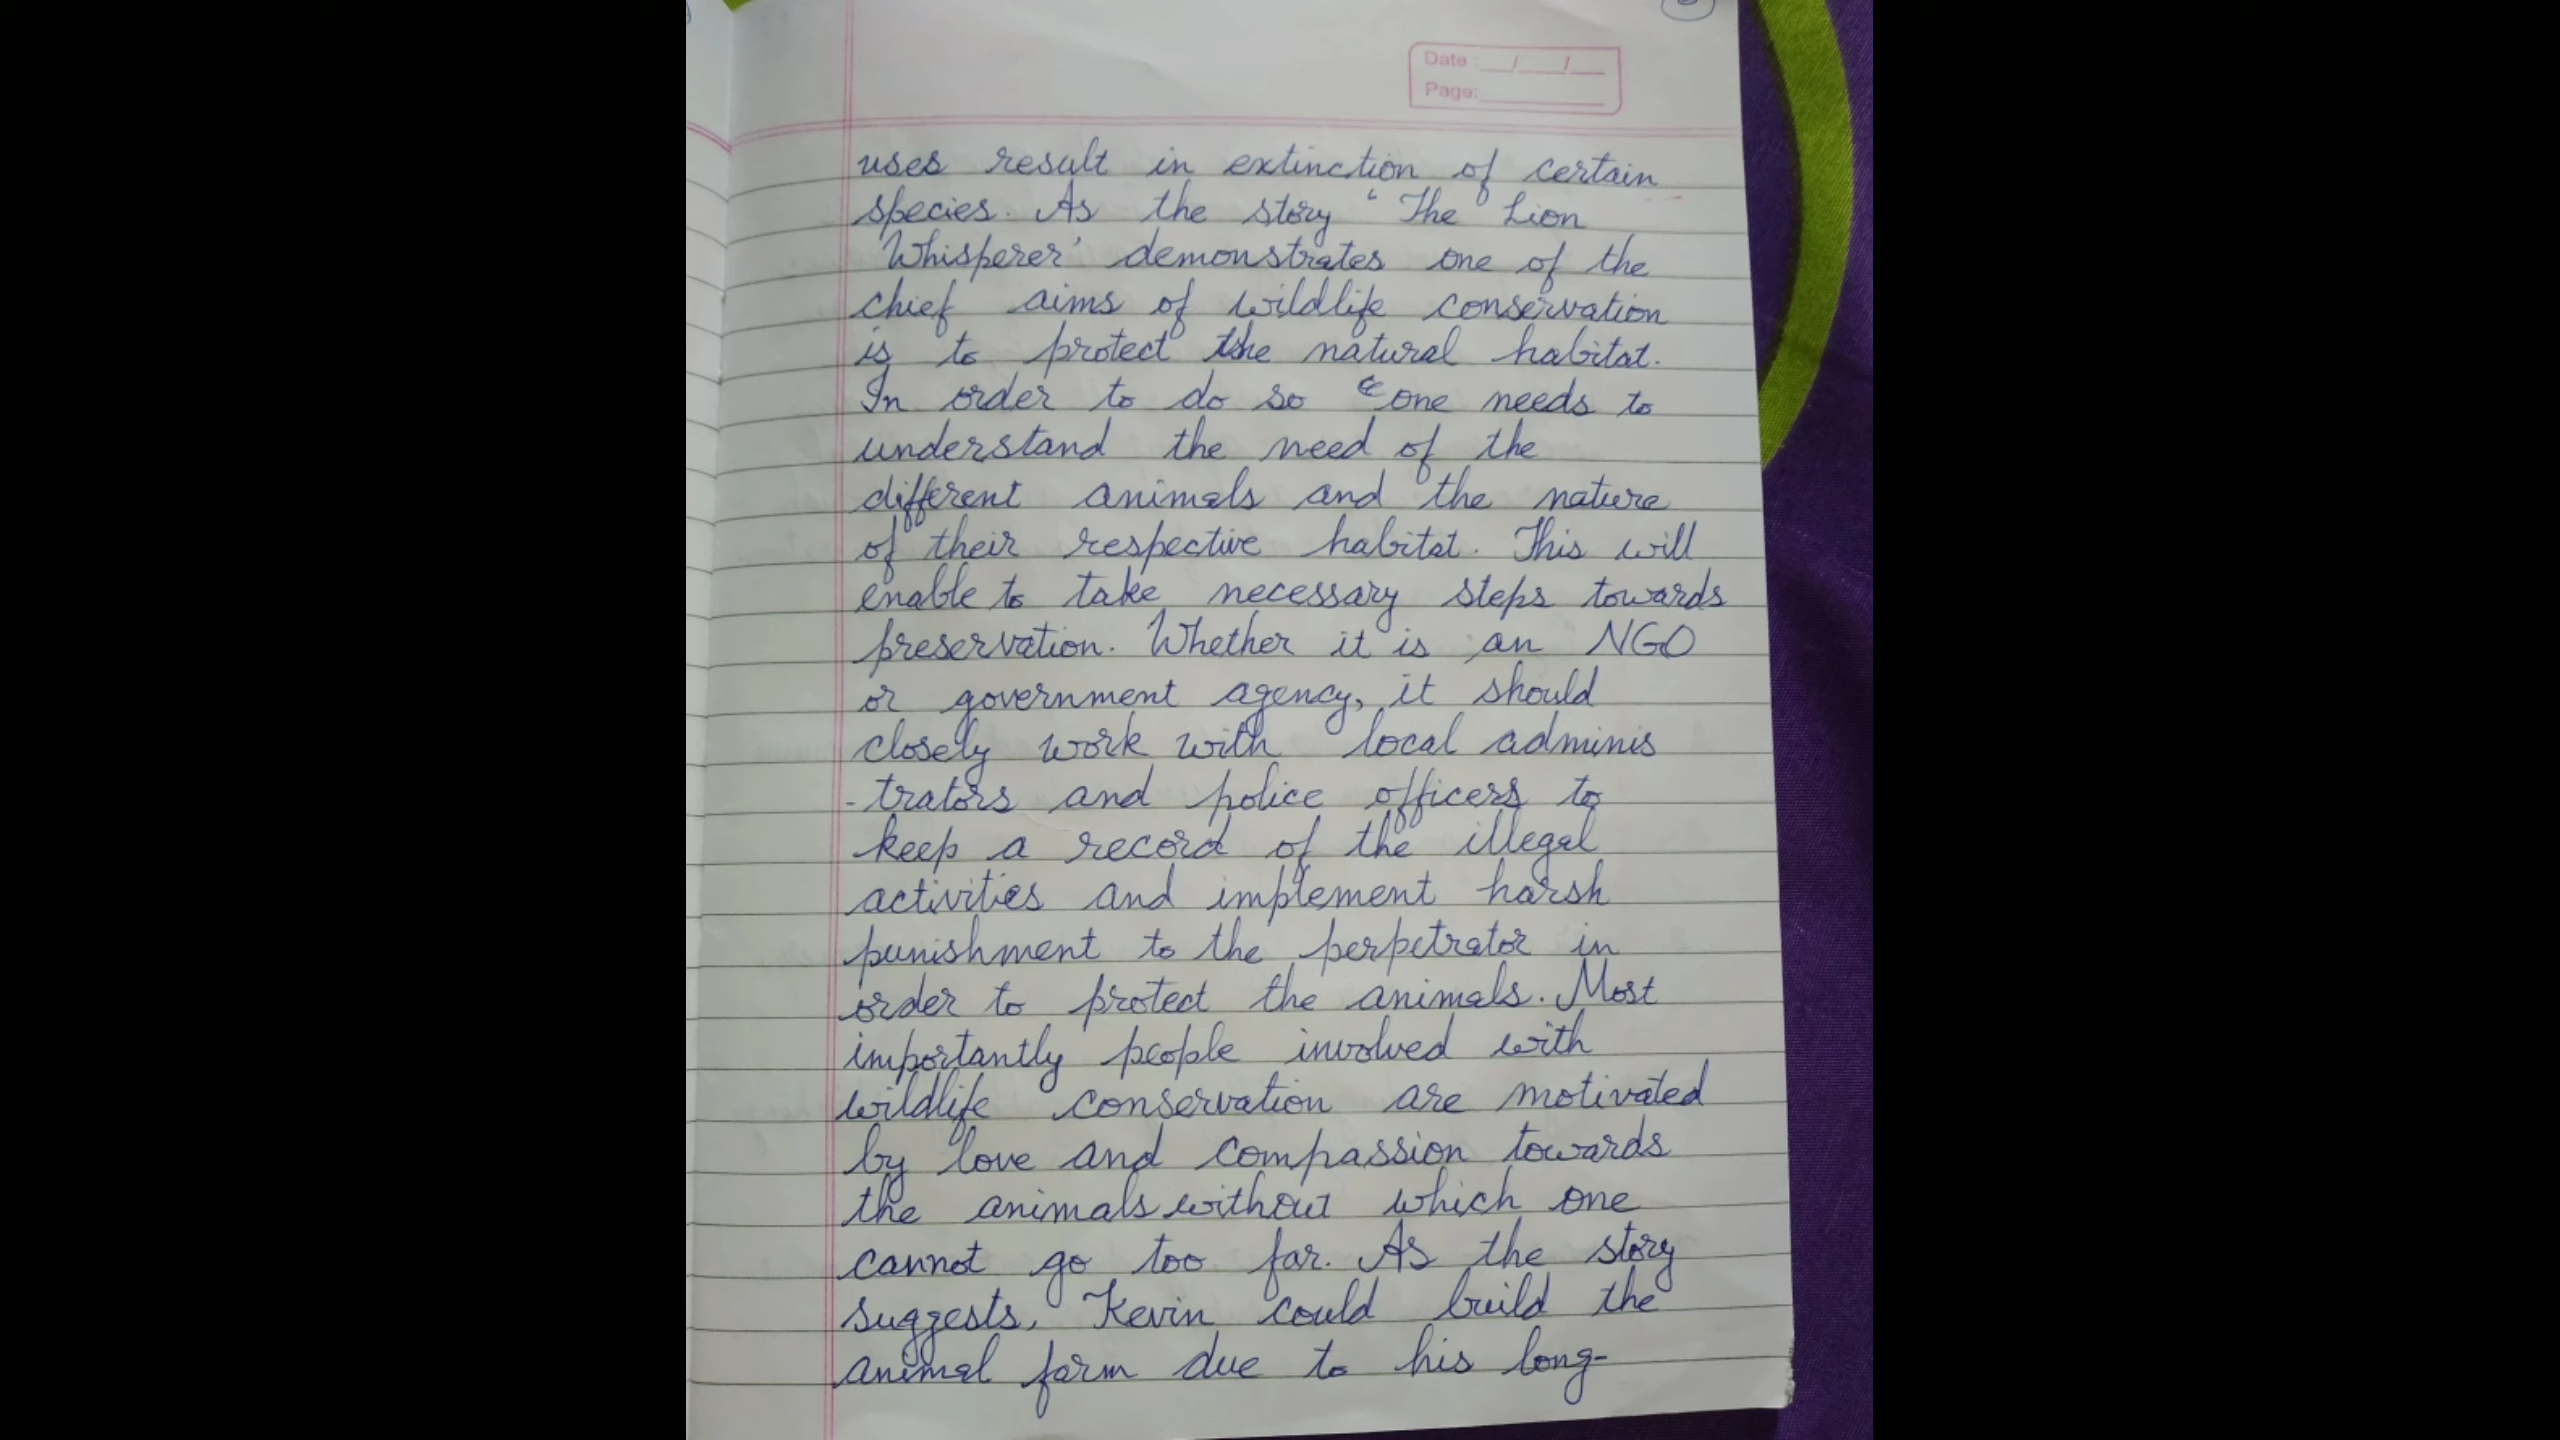 Date : __/__/__
Page: ______
uses result in extinction of certain
species. As the story "The Lion
Whisperer' demonstrates one of the
chief aims of wildlife conservation
is to protect the natural habitat.
In order to do so one needs to
understand the need of the
different animals and the nature
of their respective habitat. This will
enable to take necessary steps towards
preservation. Whether it is an NGO
or government agency, it should
closely work with local adminis
-trators and police officers to
keep a record of the illegal
activities and implement harsh
punishment to the perpetrator in
order to protect the animals. Most
importantly people involved with
wildlife conservation are motivated
by love and compassion towards
the animals without which one
cannot go too far. As the story
suggests, Kevin could build the
animal farm due to his long-